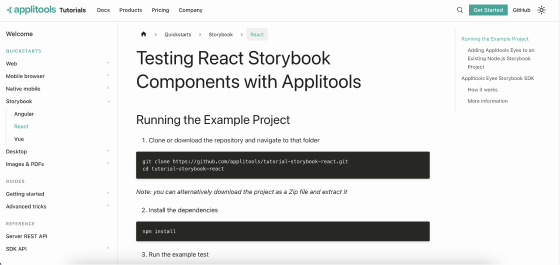 applitools Tutorials
Docs
Products
Pricing
Company
Get Started
GitHub
Welcome
QUICKSTARTS
Web
Mobile browser
Native mobile
Storybook
Angular
React
Vue
Desktop
Images & PDFs
GUIDES
Getting started
Advanced tricks
REFERENCE
Server REST API
SDK API
Quickstarts
Storybook
React
Testing React Storybook
Components with Applitools
Running the Example Project
1. Clone or download the repository and navigate to that folder
git clone https://github.com/applitools/tutorial-storybook-react.git
cd tutorial-storybook-react
Note: you can alternatively download the project as a Zip file and extract it
2. Install the dependencies
npm install
3. Run the example test
Running the Example Project
Adding Applitools Eyes to an
Existing Node.js Storybook
Project
Applitools Eyes Storybook SDK
How it works
More information